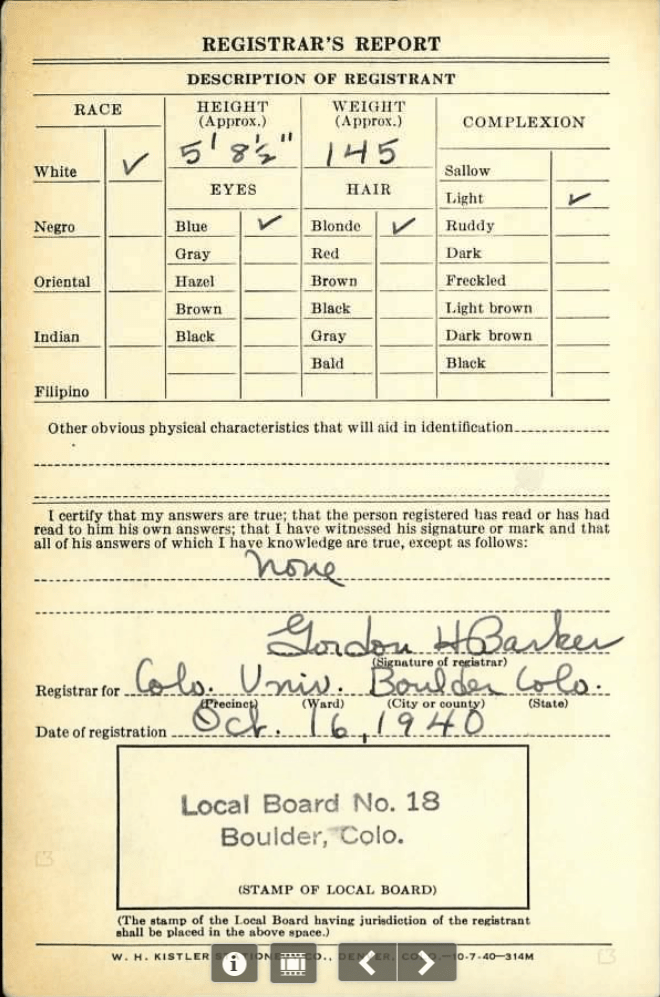 REGISTRAR'S REPORT
DESCRIPTION OF REGISTRANT
RACE HEIGHT (Approx.) WEIGHT (Approx.) COMPLEXION
5' 8½" 145
White ✓
EYES HAIR
Sallow
Light ✓
Negro Blue ✓ Blonde ✓ Ruddy
Gray Red Dark
Oriental Hazel Brown Freckled
Brown Black Light brown
Indian Black Gray Dark brown
Bald Black
Filipino
Other obvious physical characteristics that will aid in identification
I certify that my answers are true; that the person registered has read or has had
read to him his own answers; that I have witnessed his signature or mark and that
all of his answers of which I have knowledge are true, except as follows:
None
Gordon H Barker
(Signature of registrar)
Registrar for Colo. Univ. Boulder Colo.
(Precinct) (Ward) (City or county) (State)
Date of registration Oct. 16, 1940
Local Board No. 18
Boulder, Colo.
(STAMP OF LOCAL BOARD)
(The stamp of the Local Board having jurisdiction of the registrant
shall be placed in the above space.)
W. H. KISTLER CO., 10-7-40—314M